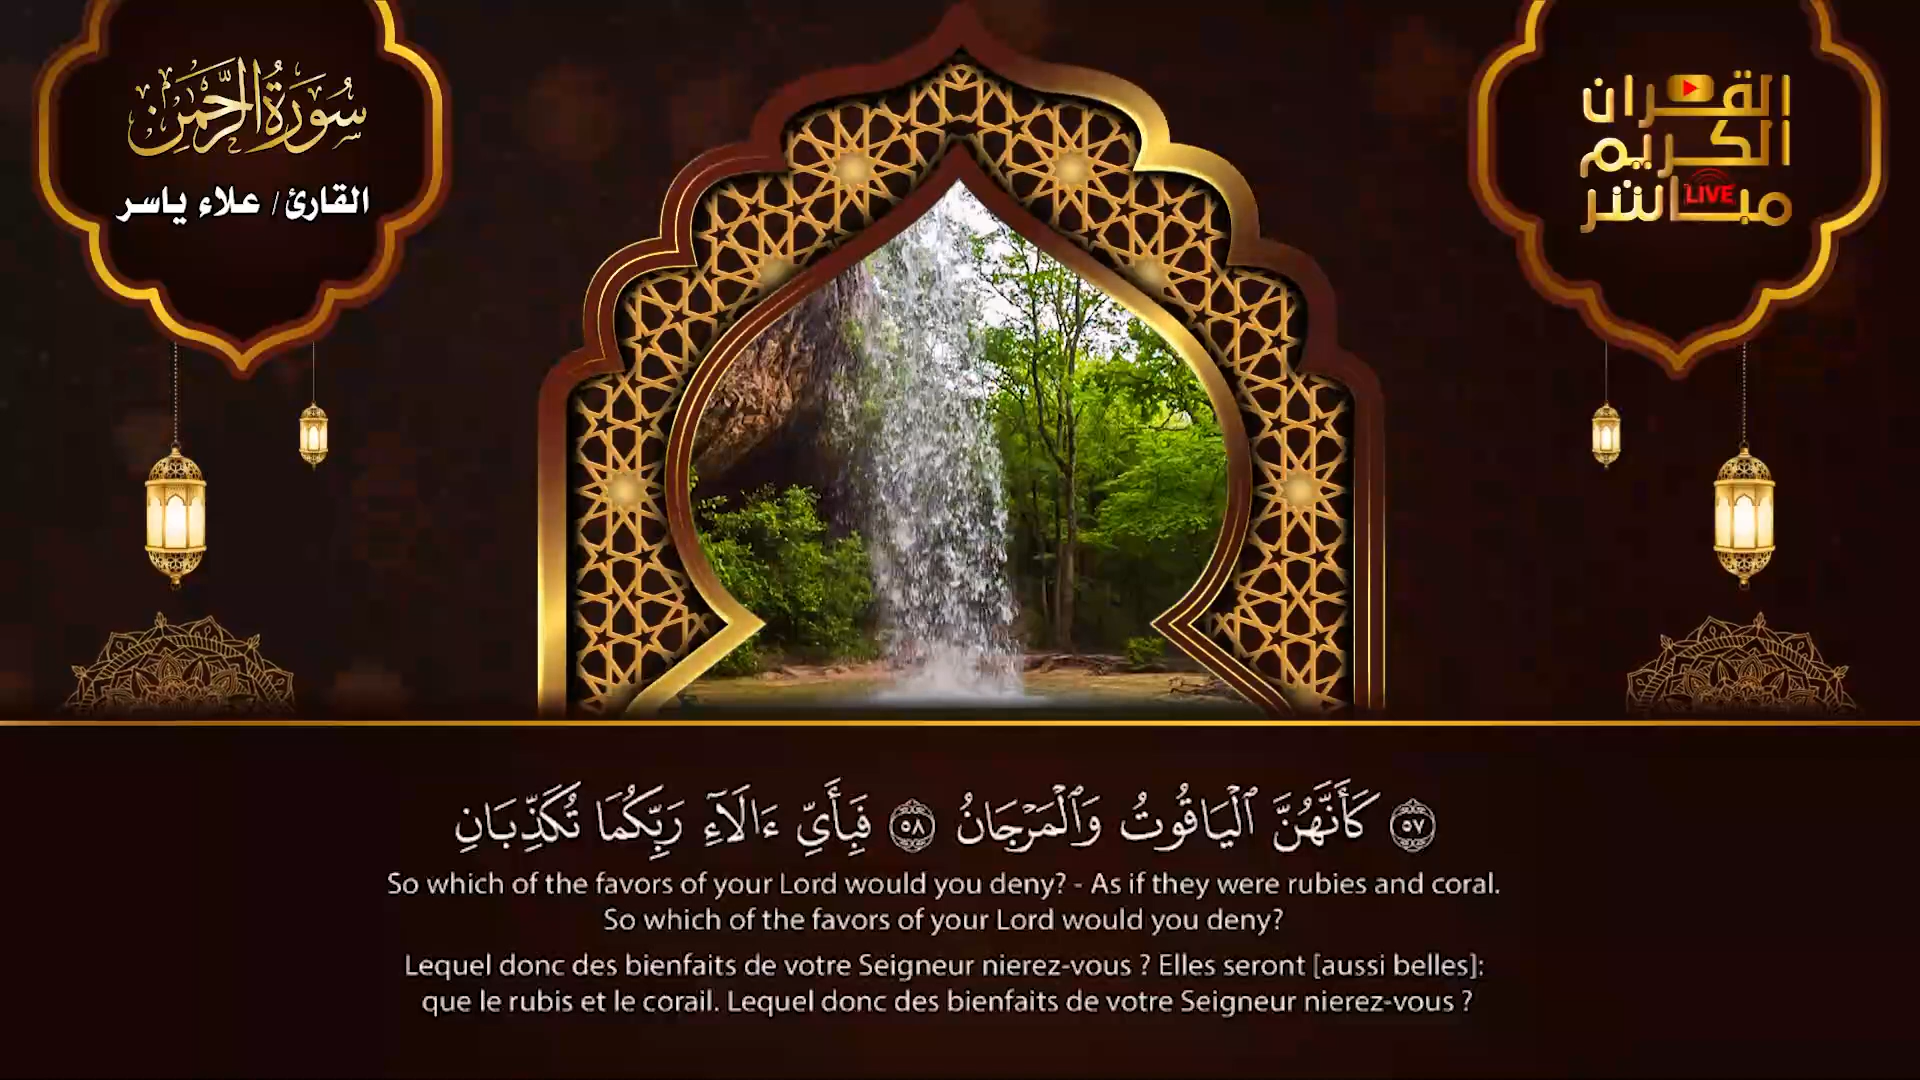 سُورَةُ الرَّحْمَٰن
القارئ/ علاء ياسر
القران
الكريم
مباشر
LIVE
۝٥٧ كَأَنَّهُنَّ ٱلْيَاقُوتُ وَٱلْمَرْجَانُ ۝٥٨ فَبِأَيِّ ءَالَآءِ رَبِّكُمَا تُكَذِّبَانِ
So which of the favors of your Lord would you deny? - As if they were rubies and coral.
So which of the favors of your Lord would you deny?
Lequel donc des bienfaits de votre Seigneur nierez-vous ? Elles seront [aussi belles]:
que le rubis et le corail. Lequel donc des bienfaits de votre Seigneur nierez-vous ?